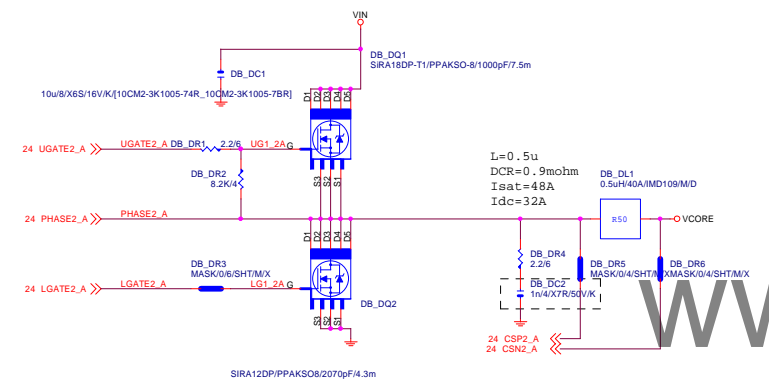 VIN
DB_DQ1
SiRA18DP-T1/PPAKSO-8/1000pF/7.5m
DB_DC1
10u/8/X6S/16V/K/[10CM2-3K1005-74R_10CM2-3K1005-7BR]
D1 D2 D3 D4 D5
24 UGATE2_A UGATE2_A DB_DR1 2.2/6 UG1_2A G
DB_DR2
8.2K/4
S3 S2 S1
L=0.5u
DCR=0.9mohm
Isat=48A
Idc=32A
DB_DL1
0.5uH/40A/IMD109/M/D
R50
VCORE
24 PHASE2_A PHASE2_A
D1 D2 D3 D4 D5
DB_DR3
MASK/0/6/SHT/M/X
24 LGATE2_A LGATE2_A LG1_2A G
DB_DQ2
S3 S2 S1
DB_DR4
2.2/6
DB_DC2
1n/4/X7R/50V/K
DB_DR5
MASK/0/4/SHT/M/X
DB_DR6
MASK/0/4/SHT/M/X
24 CSP2_A
24 CSN2_A
SIRA12DP/PPAKSO8/2070pF/4.3m
WW